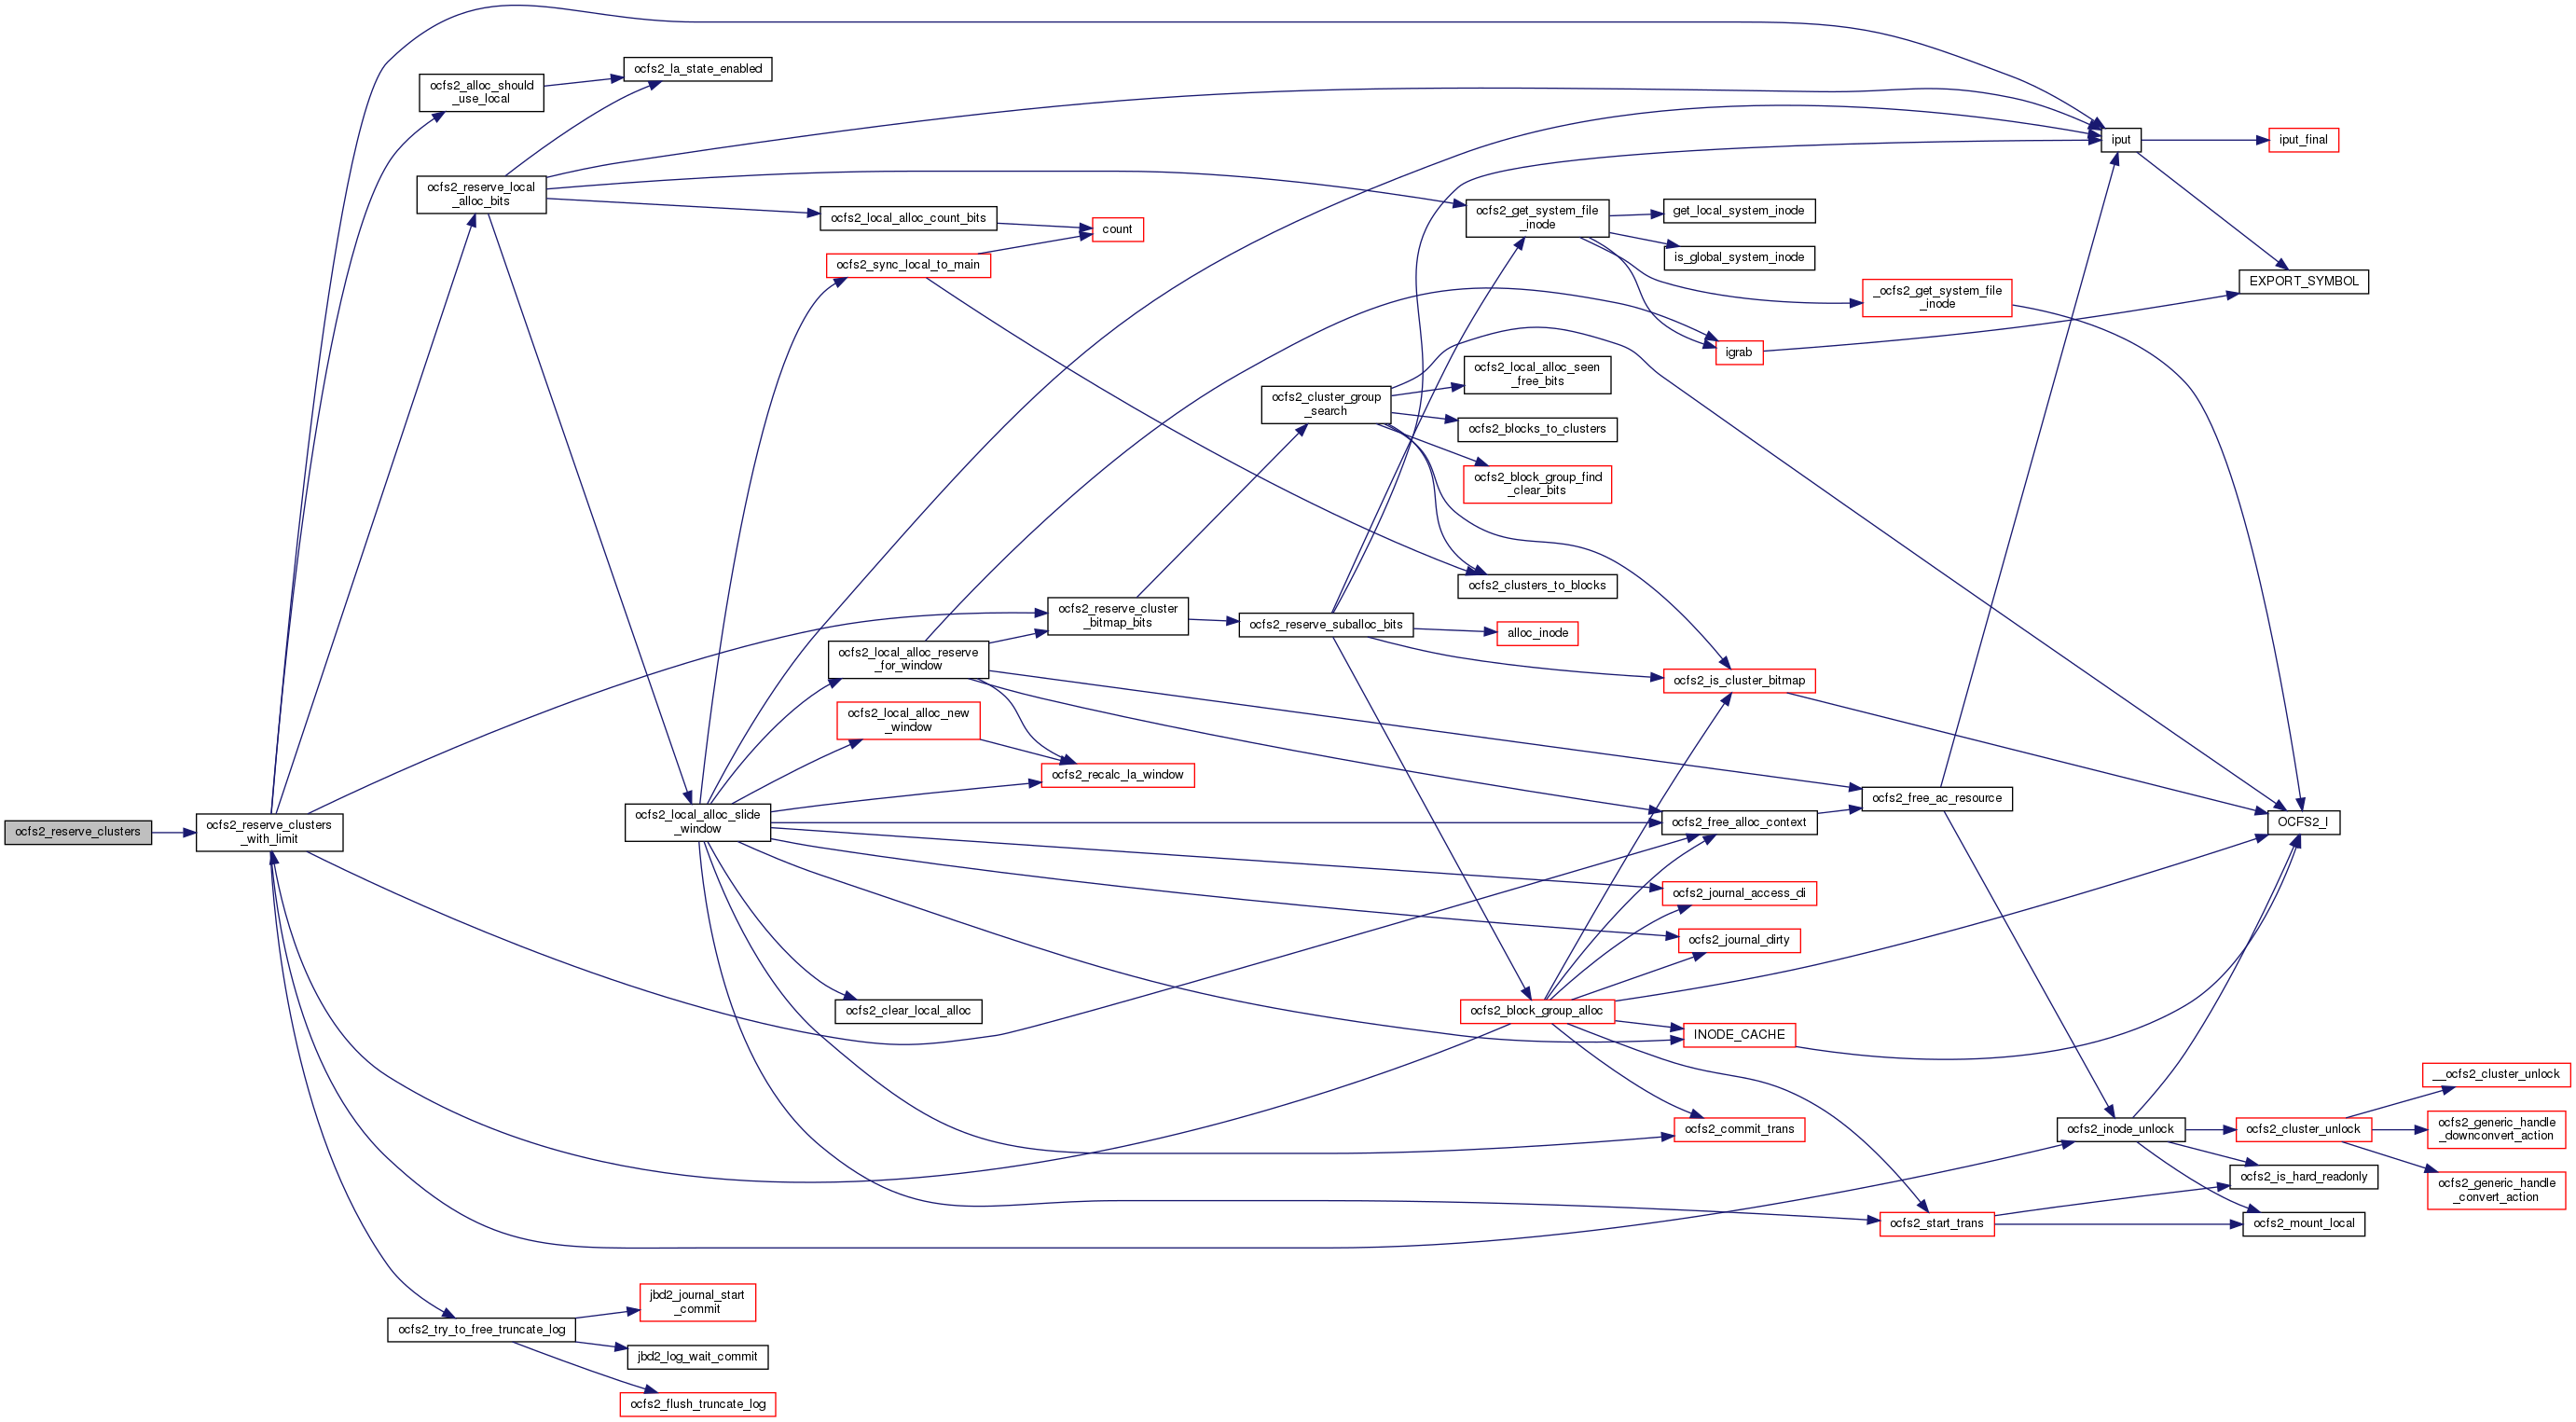 ocfs2_reserve_clusters
ocfs2_reserve_clusters
_with_limit
ocfs2_alloc_should
_use_local
ocfs2_reserve_local
_alloc_bits
ocfs2_try_to_free_truncate_log
ocfs2_la_state_enabled
ocfs2_local_alloc_slide
_window
jbd2_journal_start
_commit
jbd2_log_wait_commit
ocfs2_flush_truncate_log
ocfs2_local_alloc_count_bits
ocfs2_sync_local_to_main
ocfs2_local_alloc_reserve
_for_window
ocfs2_local_alloc_new
_window
ocfs2_clear_local_alloc
count
ocfs2_reserve_cluster
_bitmap_bits
ocfs2_recalc_la_window
ocfs2_cluster_group
_search
ocfs2_reserve_suballoc_bits
ocfs2_get_system_file
_inode
ocfs2_local_alloc_seen
_free_bits
ocfs2_blocks_to_clusters
ocfs2_block_group_find
_clear_bits
ocfs2_clusters_to_blocks
alloc_inode
ocfs2_block_group_alloc
get_local_system_inode
is_global_system_inode
igrab
ocfs2_is_cluster_bitmap
ocfs2_free_alloc_context
ocfs2_journal_access_di
ocfs2_journal_dirty
INODE_CACHE
ocfs2_commit_trans
_ocfs2_get_system_file
_inode
ocfs2_free_ac_resource
ocfs2_start_trans
iput
ocfs2_inode_unlock
iput_final
EXPORT_SYMBOL
OCFS2_I
ocfs2_cluster_unlock
ocfs2_is_hard_readonly
ocfs2_mount_local
__ocfs2_cluster_unlock
ocfs2_generic_handle
_downconvert_action
ocfs2_generic_handle
_convert_action